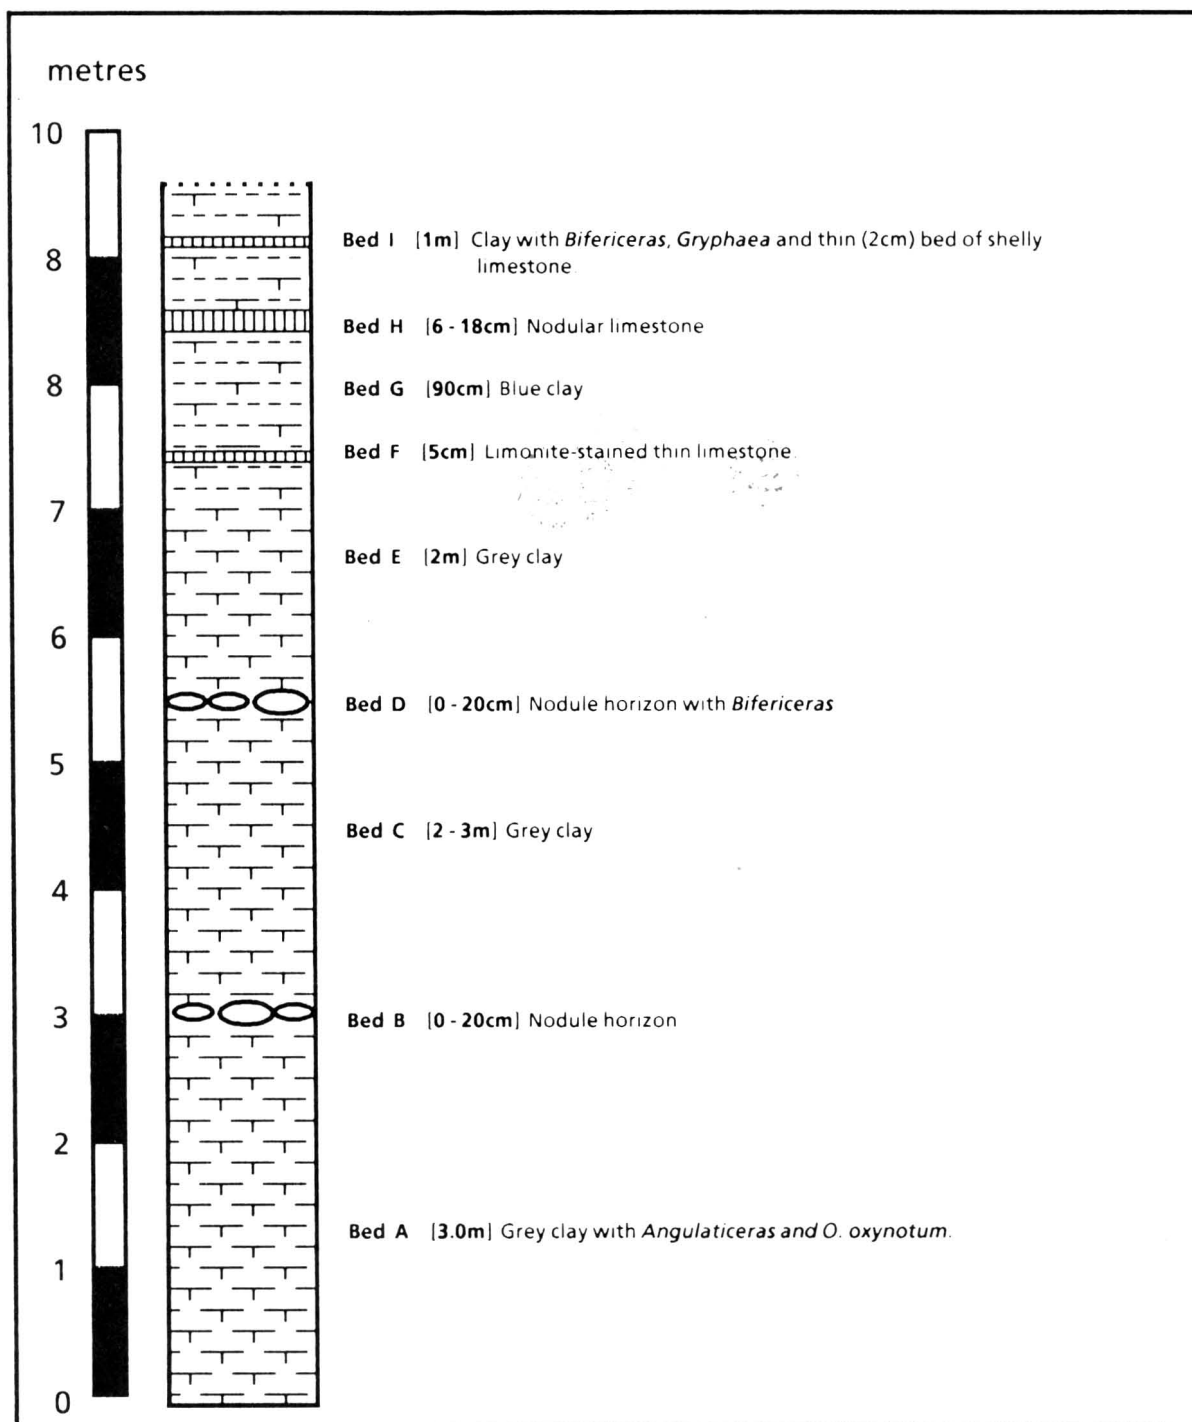 metres
10
8
8
7
6
5
4
3
2
1
0
Bed I [1m] Clay with Bifericeras, Gryphaea and thin (2cm) bed of shelly
limestone
Bed H [6 - 18cm] Nodular limestone
Bed G [90cm] Blue clay
Bed F [5cm] Limonite-stained thin limestone.
Bed E [2m] Grey clay
Bed D [0 - 20cm] Nodule horizon with Bifericeras
Bed C [2 - 3m] Grey clay
Bed B [0 - 20cm] Nodule horizon
Bed A [3.0m] Grey clay with Angulaticeras and O. oxynotum.